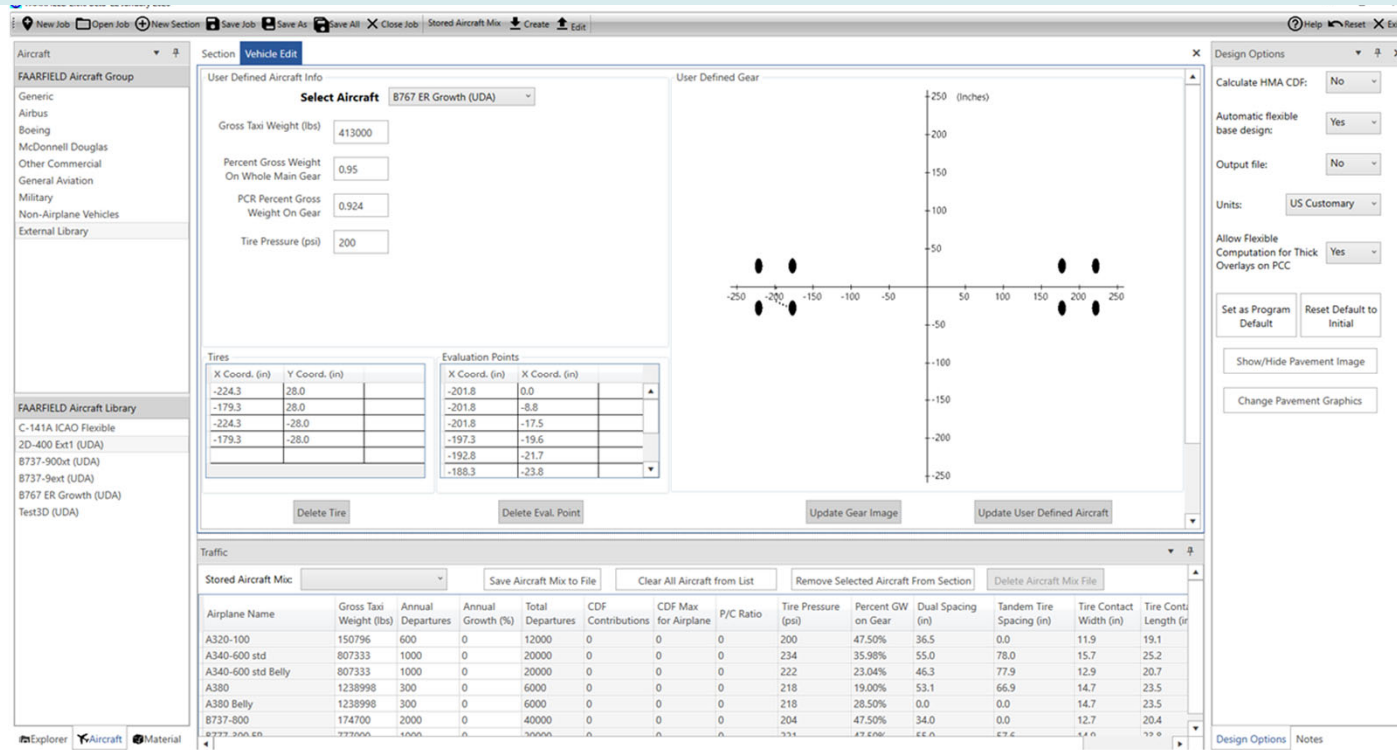 New Job Open Job New Section Save Job Save As Save All Close Job Stored Aircraft Mix Create Edit Help Reset
Aircraft
FAARFIELD Aircraft Group
Generic
Airbus
Boeing
McDonnell Douglas
Other Commercial
General Aviation
Military
Non-Airplane Vehicles
External Library
FAARFIELD Aircraft Library
C-141A ICAO Flexible
2D-400 Ext1 (UDA)
B737-900xt (UDA)
B737-9ext (UDA)
B767 ER Growth (UDA)
Test3D (UDA)
Explorer Aircraft Material
Section Vehicle Edit
User Defined Aircraft Info
Select Aircraft B767 ER Growth (UDA)
Gross Taxi Weight (lbs) 413000
Percent Gross Weight
On Whole Main Gear 0.95
PCR Percent Gross
Weight On Gear 0.924
Tire Pressure (psi) 200
User Defined Gear
250 (Inches)
200
150
100
50
-250 -200 -150 -100 -50 50 100 150 200 250
-50
-100
-150
-200
-250
Tires
X Coord. (in) Y Coord. (in)
-224.3 28.0
-179.3 28.0
-224.3 -28.0
-179.3 -28.0
Evaluation Points
X Coord. (in) X Coord. (in)
-201.8 0.0
-201.8 -8.8
-201.8 -17.5
-197.3 -19.6
-192.8 -21.7
-188.3 -23.8
Delete Tire Delete Eval. Point Update Gear Image Update User Defined Aircraft
Traffic
Stored Aircraft Mix: Save Aircraft Mix to File Clear All Aircraft from List Remove Selected Aircraft From Section Delete Aircraft Mix File
Airplane Name Gross Taxi Weight (lbs) Annual Departures Annual Growth (%) Total Departures CDF Contributions CDF Max for Airplane P/C Ratio Tire Pressure (psi) Percent GW on Gear Dual Spacing (in) Tandem Tire Spacing (in) Tire Contact Width (in) Tire
A320-100 150796 600 0 12000 0 0 0 200 47.50% 36.5 0.0 11.9 19.1
A340-600 std 807333 1000 0 20000 0 0 0 234 35.98% 55.0 78.0 15.7 25.2
A340-600 std Belly 807333 1000 0 20000 0 0 0 222 23.04% 46.3 77.9 12.9 20.7
A380 1238998 300 0 6000 0 0 0 218 19.00% 53.1 66.9 14.7 23.5
A380 Belly 1238998 300 0 6000 0 0 0 218 28.50% 0.0 0.0 14.7 23.5
B737-800 174700 2000 0 40000 0 0 0 204 47.50% 34.0 0.0 12.7 20.4
Design Options
Calculate HMA CDF: No
Automatic flexible
base design: Yes
Output file: No
Units: US Customary
Allow Flexible
Computation for Thick Yes
Overlays on PCC
Set as Program Default
Reset Default to Initial
Show/Hide Pavement Image
Change Pavement Graphics
Design Options Notes